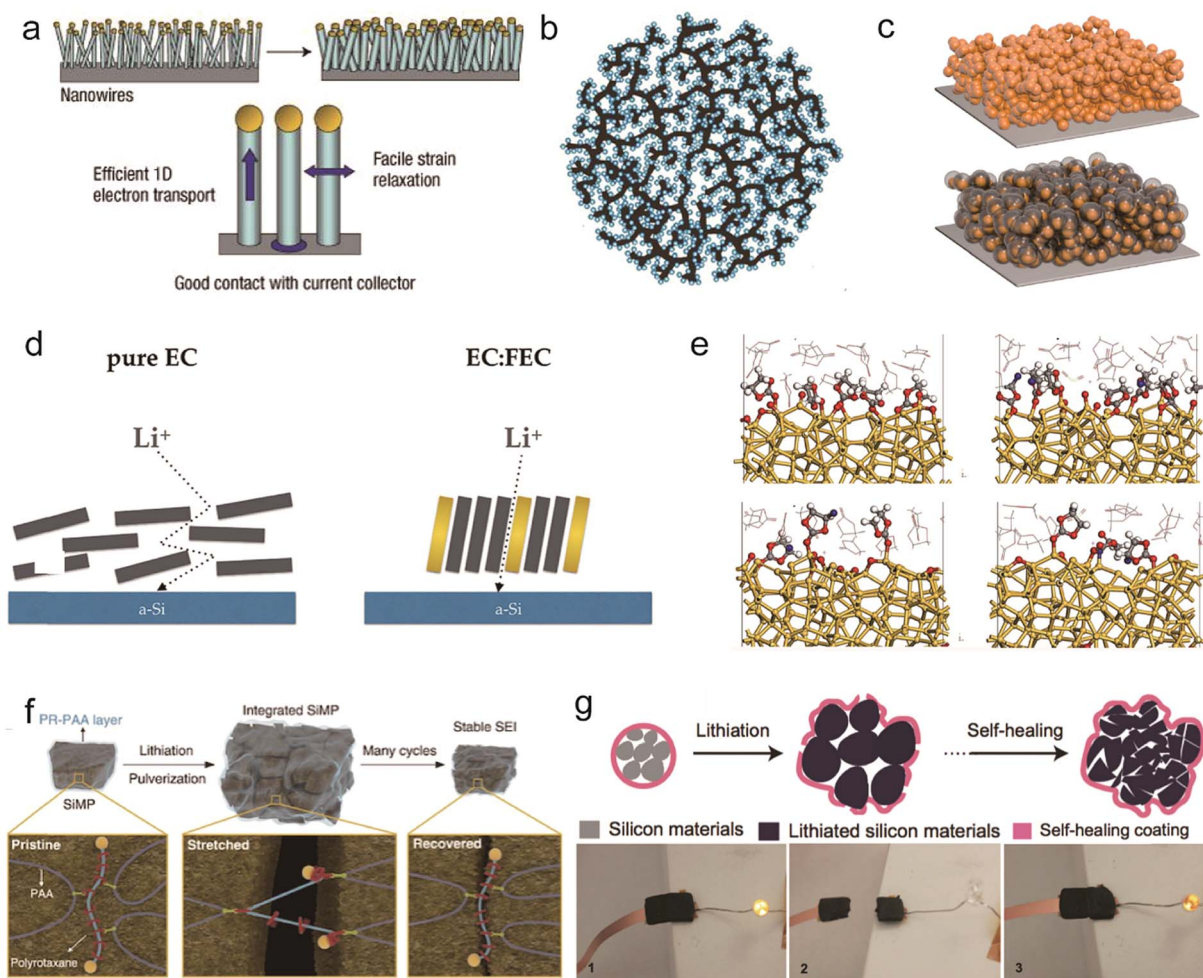 a
Nanowires
Efficient 1D
electron transport
Facile strain
relaxation
Good contact with current collector
b
c
d
pure EC
Li+
a-Si
EC:FEC
Li+
a-Si
e
f
PR-PAA layer
SiMP
Lithiation
Pulverization
Integrated SiMP
Many cycles
Stable SEI
Pristine
PAA
Polyrotaxane
Stretched
Recovered
g
Lithiation
Self-healing
Silicon materials
Lithiated silicon materials
Self-healing coating
1
2
3